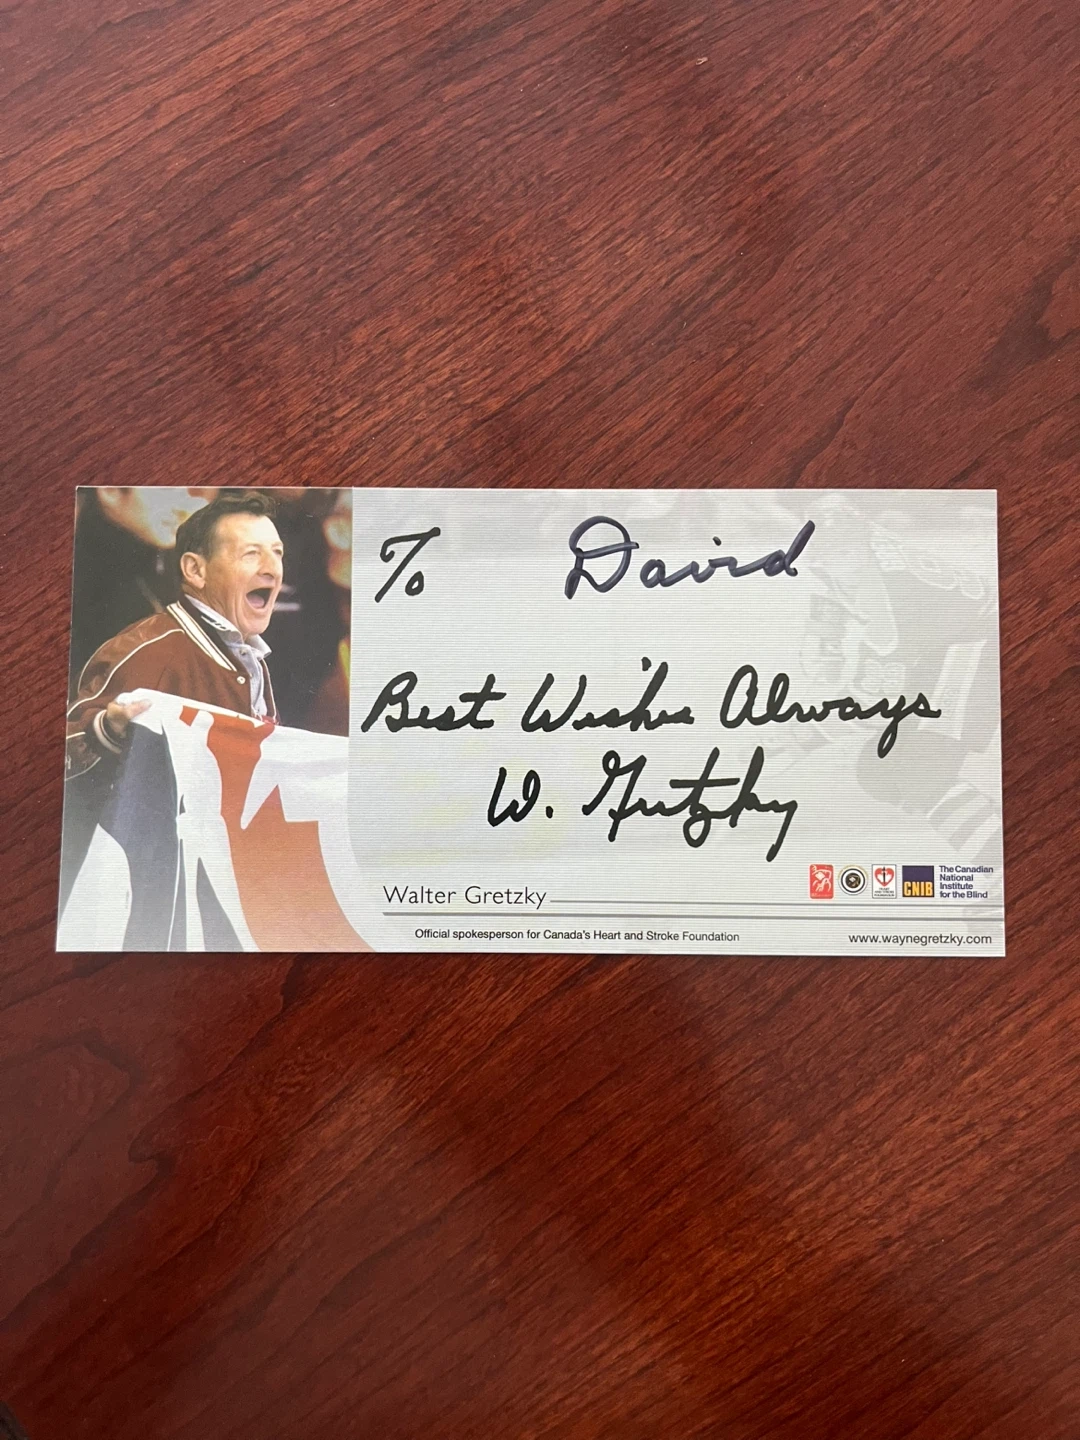 To David
Best Wishes Always
W. Gretzky
Walter Gretzky
CNIB
The Canadian
National
Institute
for the Blind
Official spokesperson for Canada's Heart and Stroke Foundation
www.waynegretzky.com